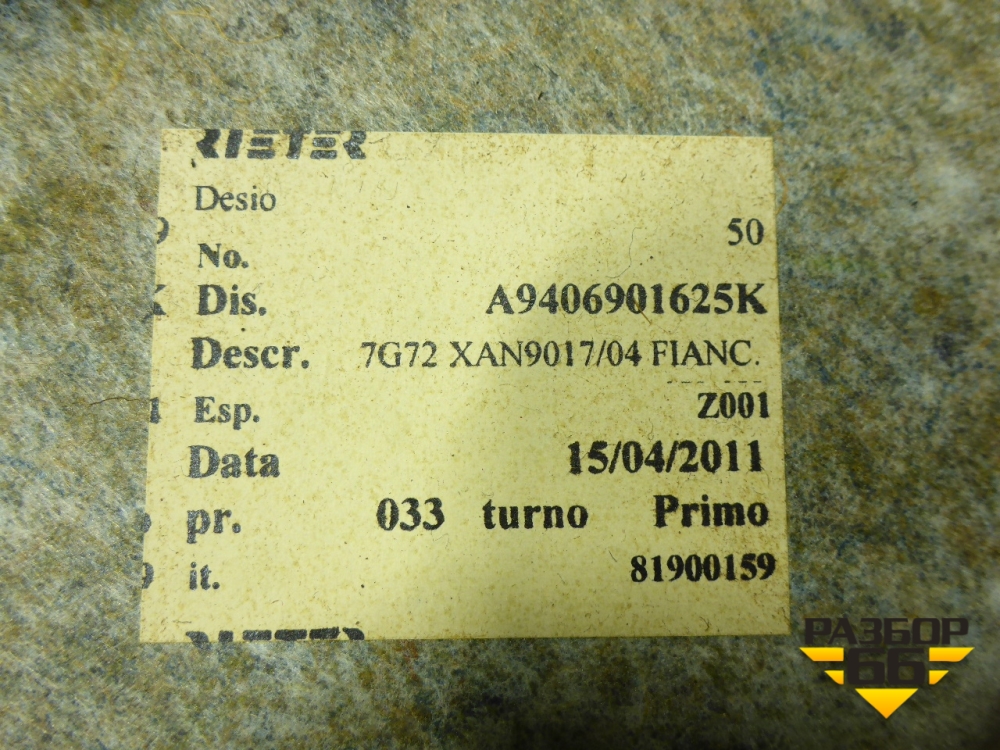 RIETER
Desio
50
No.
Dis. A9406901625K
Descr. 7G72 XAN9017/04 FIANC.
Esp. Z001
Data 15/04/2011
pr. 033 turno Primo
it. 81900159
RIETER
РАЗБОР
66